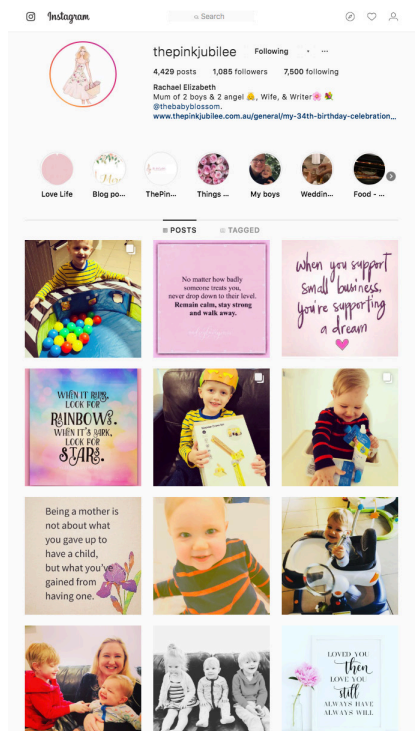 Instagram
Search
thepinkjubilee Following
4,429 posts 1,085 followers 7,500 following
Rachael Elizabeth
Mum of 2 boys & 2 angel 👼, Wife, & Writer🌸 💐
@thebabyblossom.
www.thepinkjubilee.com.au/general/my-34th-birthday-celebration...
Love Life Blog po... ThePin... Things ... My boys Weddin... Food - ...
POSTS TAGGED
No matter how badly
someone treats you,
never drop down to their level.
Remain calm, stay strong
and walk away.
When you support
small business,
you're supporting
a dream
WHEN IT RAINS,
LOOK FOR
RAINBOWS.
WHEN IT'S DARK,
LOOK FOR
STARS.
Being a mother is
not about what
you gave up to
have a child,
but what you've
gained from
having one.
LOVED YOU
then
LOVE YOU
still
ALWAYS HAVE
ALWAYS WILL